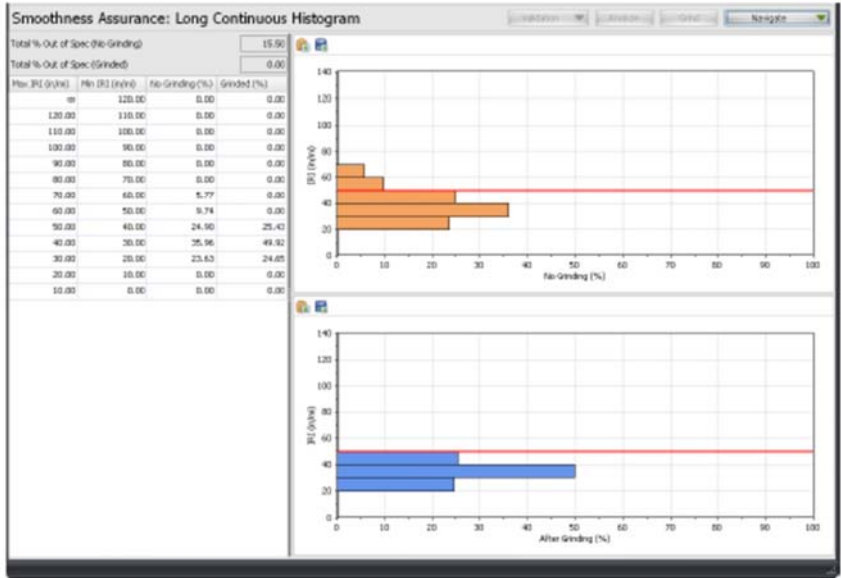 Smoothness Assurance: Long Continuous Histogram
Validation Analyze Grind Navigate
Total % Out of Spec (No Grinding) 15.50
Total % Out of Spec (Grinded) 0.00
Max IRI (in/mi) Min IRI (in/mi) No Grinding (%) Grinded (%)
∞ 120.00 0.00 0.00
120.00 110.00 0.00 0.00
110.00 100.00 0.00 0.00
100.00 90.00 0.00 0.00
90.00 80.00 0.00 0.00
80.00 70.00 0.00 0.00
70.00 60.00 5.77 0.00
60.00 50.00 9.74 0.00
50.00 40.00 24.90 25.43
40.00 30.00 35.96 49.92
30.00 20.00 23.63 24.65
20.00 10.00 0.00 0.00
10.00 0.00 0.00 0.00
140
120
100
80
60
40
20
0
IRI (in/mi)
0 10 20 30 40 50 60 70 80 90 100
No Grinding (%)
140
120
100
80
60
40
20
0
IRI (in/mi)
0 10 20 30 40 50 60 70 80 90 100
After Grinding (%)